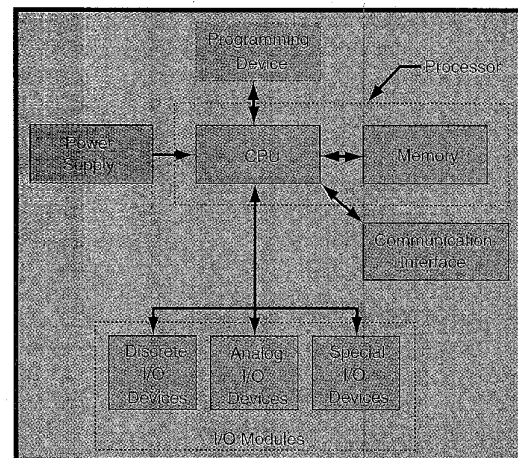 Programming
Device
Processor
Power
Supply
CPU
Memory
Communication
Interface
Discrete
I/O
Devices
Analog
I/O
Devices
Special
I/O
Devices
I/O Modules